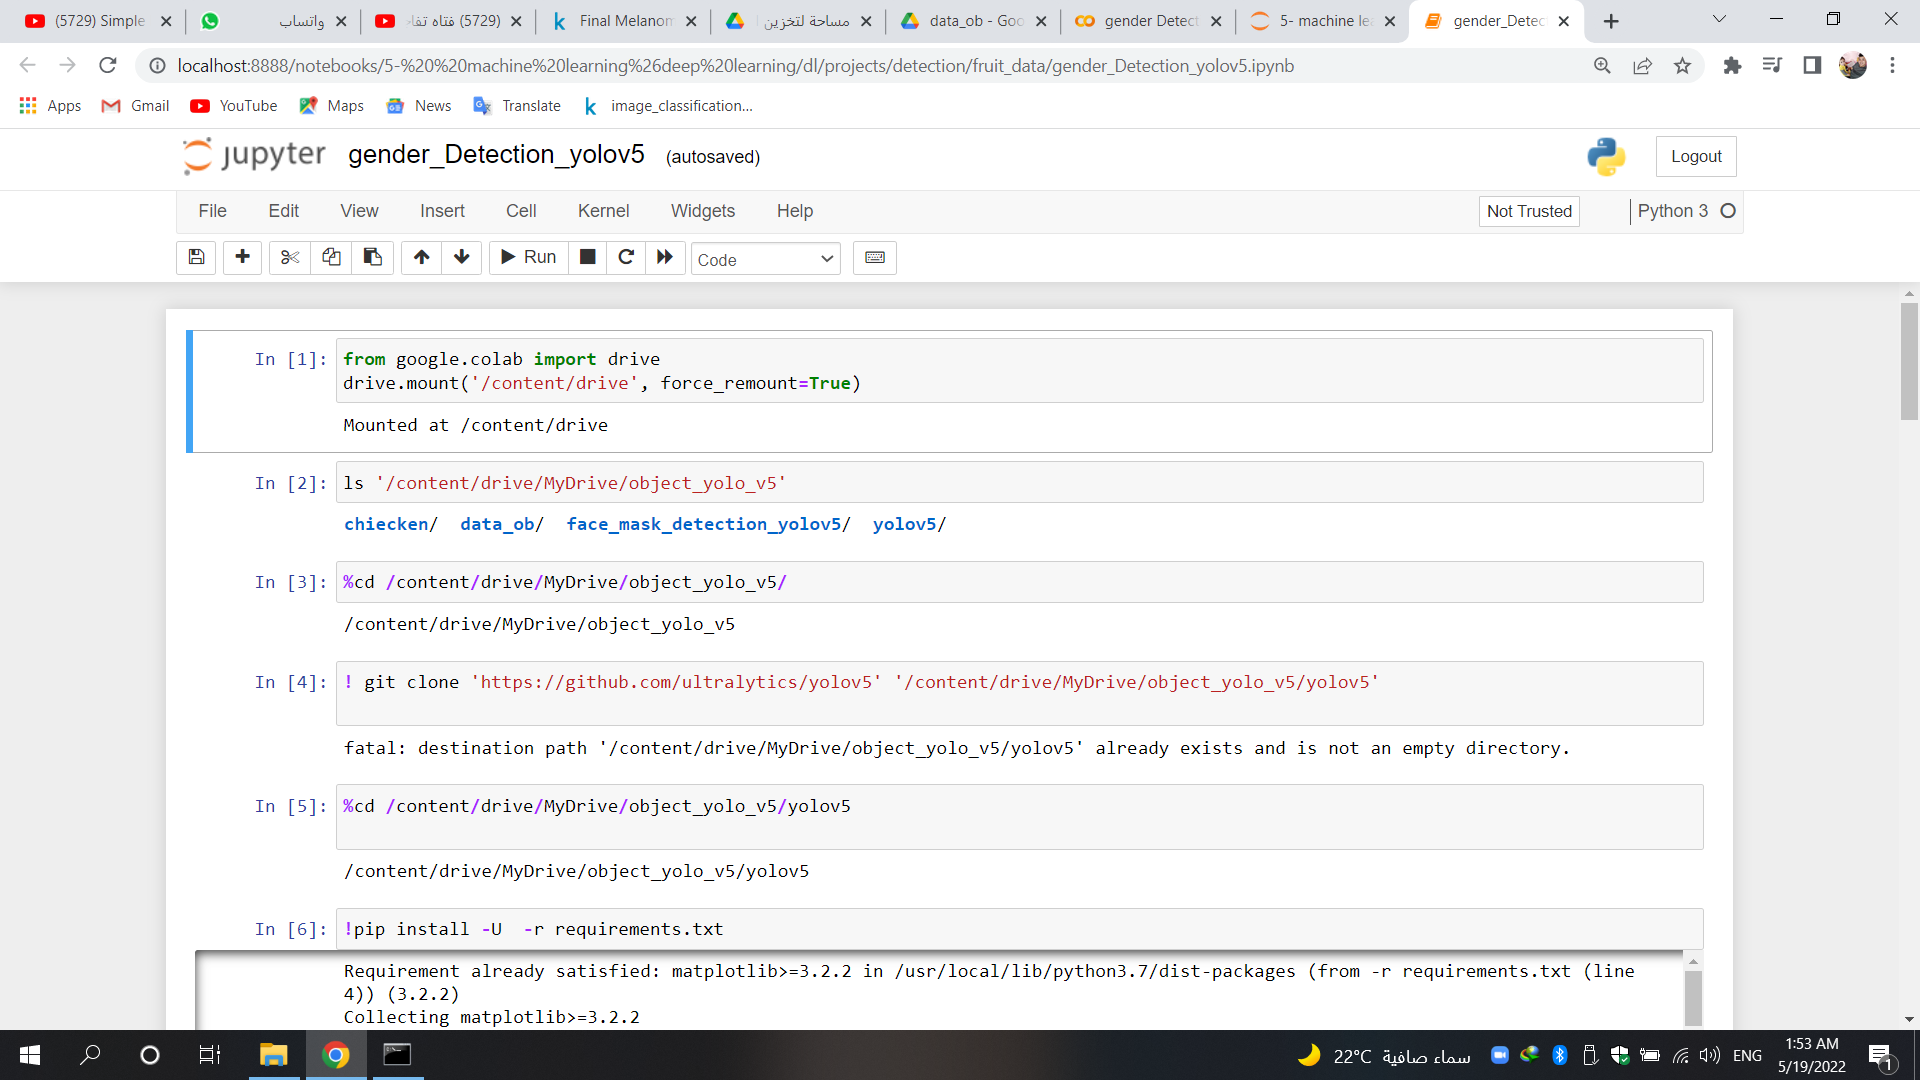 (5729) Simple
واتساب
(5729) فتاه تفا
Final Melanom
مساحة لتخزين
data_ob - Goo
gender Detect
5- machine le
gender_Detec
localhost:8888/notebooks/5-%20%20machine%20learning%26deep%20learning/dl/projects/detection/fruit_data/gender_Detection_yolov5.ipynb
Apps Gmail YouTube Maps News Translate image_classification...
jupyter gender_Detection_yolov5 (autosaved) Logout
File Edit View Insert Cell Kernel Widgets Help Not Trusted Python 3
Run Code
In [1]: from google.colab import drive
drive.mount('/content/drive', force_remount=True)
Mounted at /content/drive
In [2]: ls '/content/drive/MyDrive/object_yolo_v5'
chiecken/ data_ob/ face_mask_detection_yolov5/ yolov5/
In [3]: %cd /content/drive/MyDrive/object_yolo_v5/
/content/drive/MyDrive/object_yolo_v5
In [4]: ! git clone 'https://github.com/ultralytics/yolov5' '/content/drive/MyDrive/object_yolo_v5/yolov5'
fatal: destination path '/content/drive/MyDrive/object_yolo_v5/yolov5' already exists and is not an empty directory.
In [5]: %cd /content/drive/MyDrive/object_yolo_v5/yolov5
/content/drive/MyDrive/object_yolo_v5/yolov5
In [6]: !pip install -U  -r requirements.txt
Requirement already satisfied: matplotlib>=3.2.2 in /usr/local/lib/python3.7/dist-packages (from -r requirements.txt (line
4)) (3.2.2)
Collecting matplotlib>=3.2.2
22°C سماء صافية
ENG
1:53 AM
5/19/2022
1